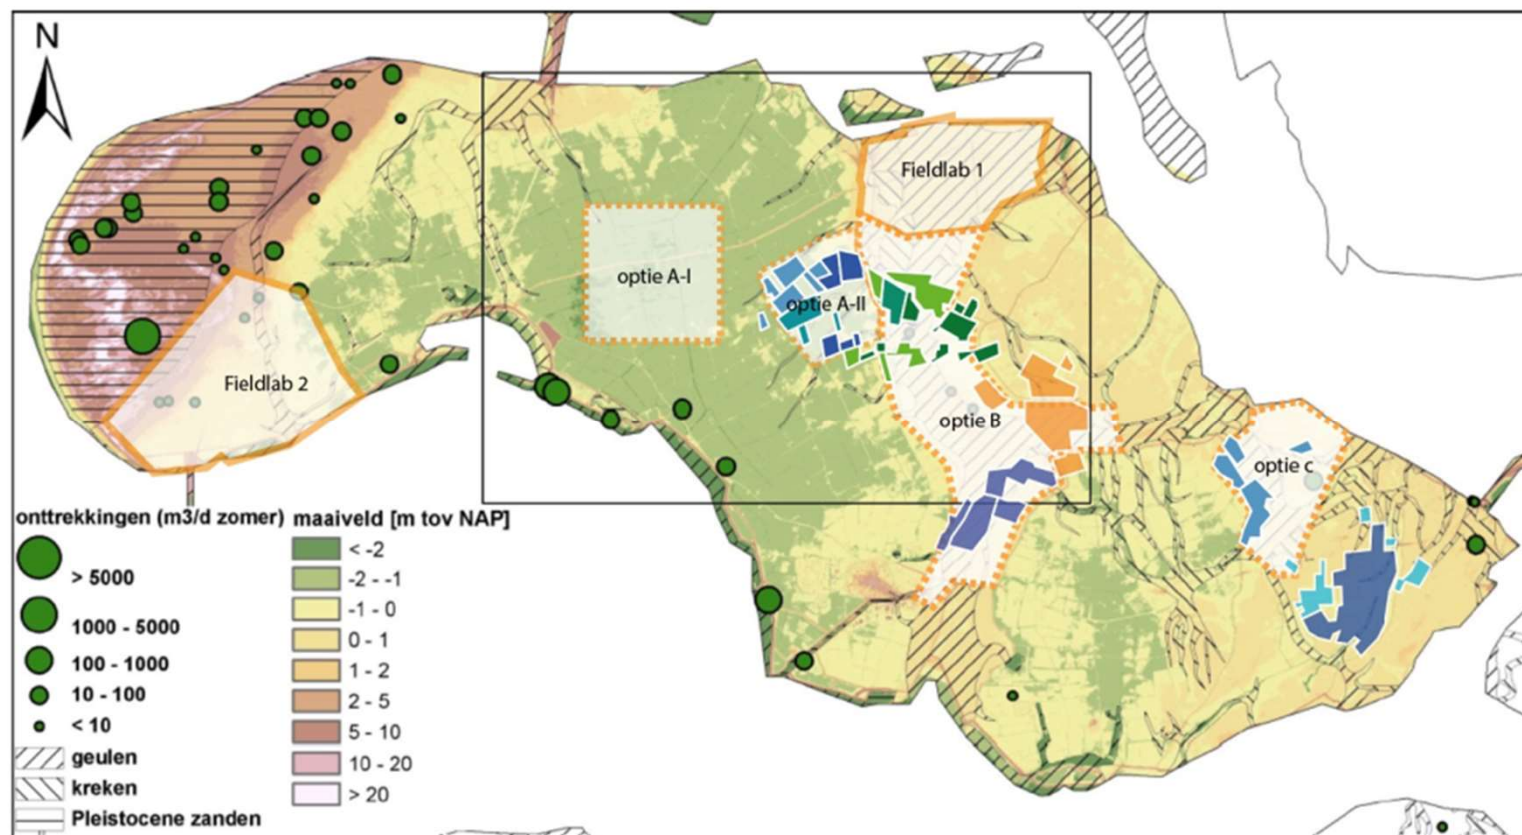 N
Fieldlab 1
optie A-I
optie A-II
Fieldlab 2
optie B
optie c
onttrekkingen (m3/d zomer)
> 5000
1000 - 5000
100 - 1000
10 - 100
< 10
geulen
kreken
Pleistocene zanden
maaiveld [m tov NAP]
< -2
-2 - -1
-1 - 0
0 - 1
1 - 2
2 - 5
5 - 10
10 - 20
> 20